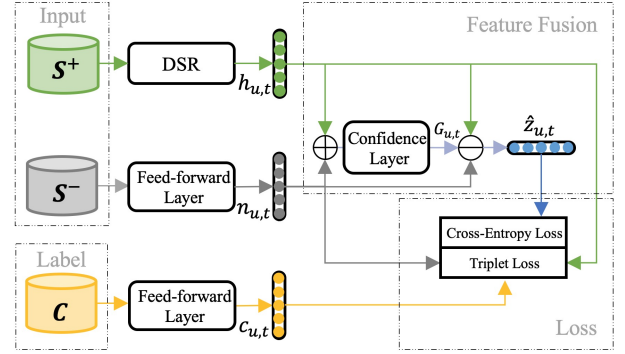 Input
Feature Fusion
S+
DSR
h_{u,t}
Confidence
Layer
G_{u,t}
ẑ_{u,t}
S−
Feed-forward
Layer
n_{u,t}
Cross-Entropy Loss
Triplet Loss
Label
C
Feed-forward
Layer
c_{u,t}
Loss